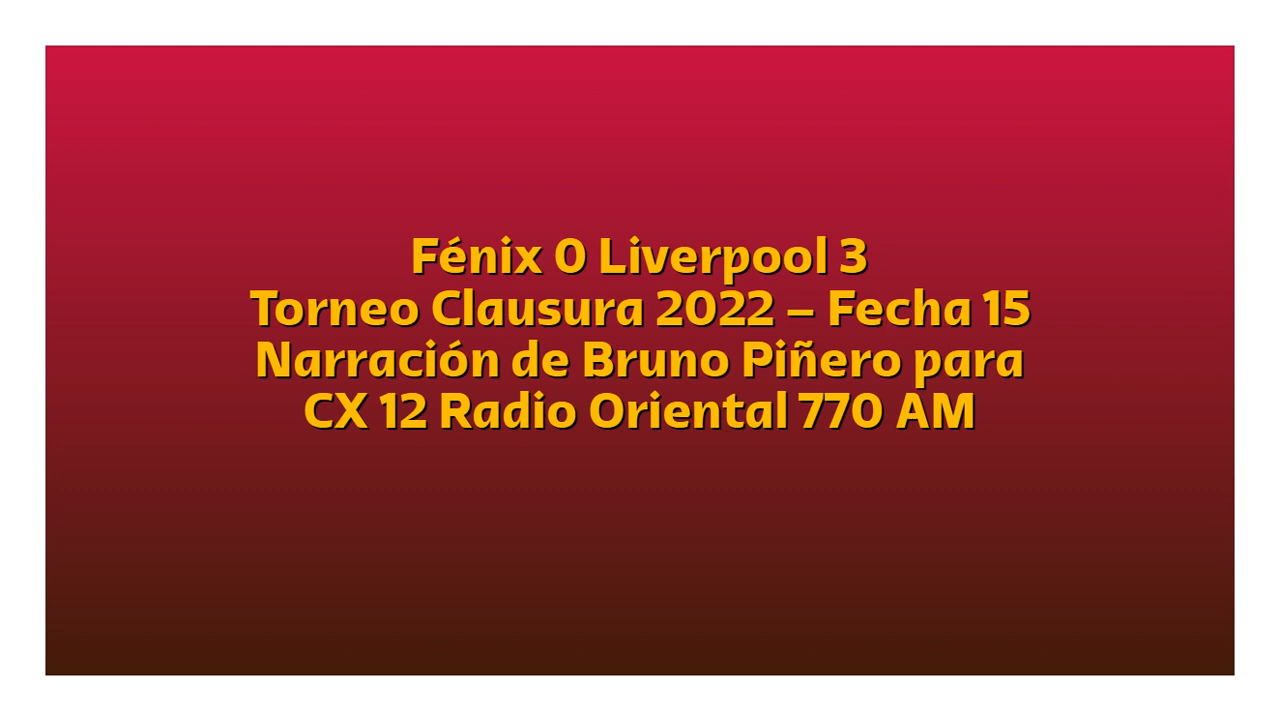 Fénix 0 Liverpool 3
Torneo Clausura 2022 – Fecha 15
Narración de Bruno Piñero para
CX 12 Radio Oriental 770 AM